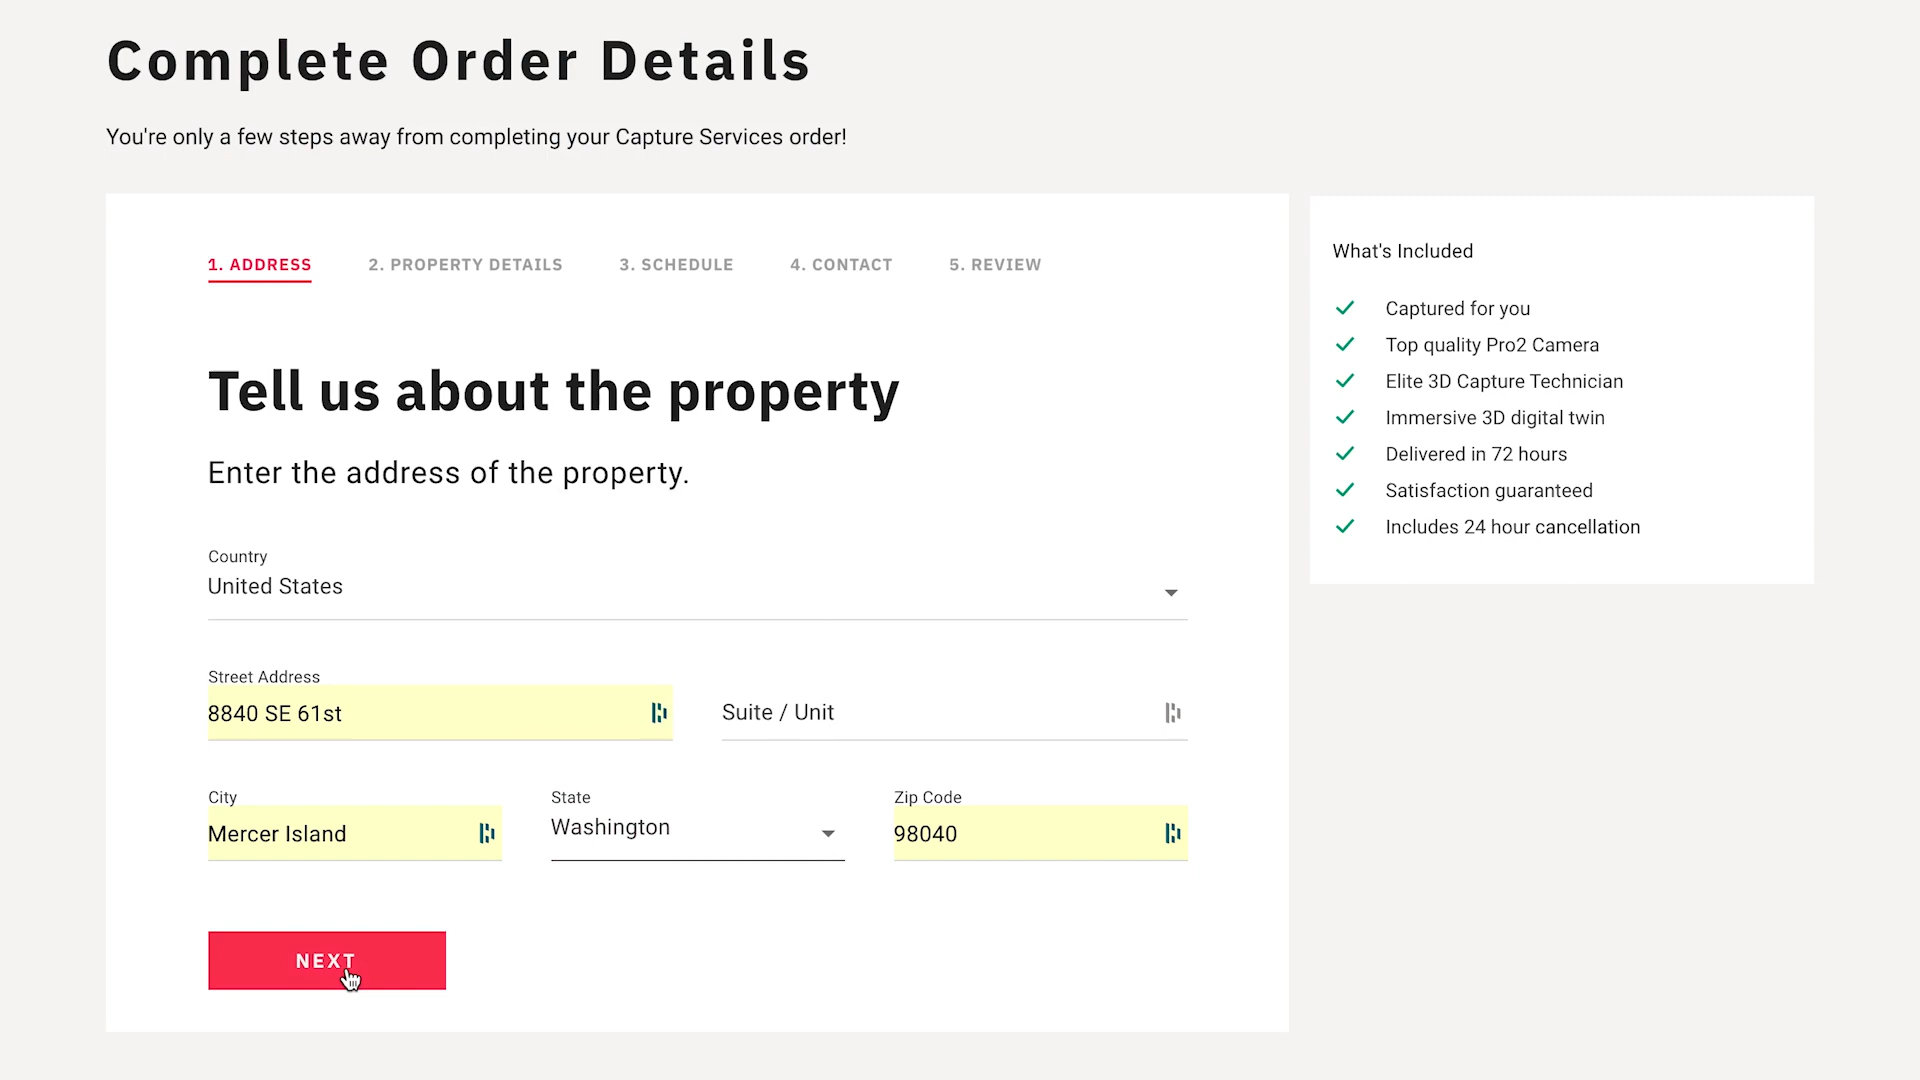 Complete Order Details
You're only a few steps away from completing your Capture Services order!
1. ADDRESS
2. PROPERTY DETAILS
3. SCHEDULE
4. CONTACT
5. REVIEW
Tell us about the property
Enter the address of the property.
Country
United States
Street Address
8840 SE 61st
Suite / Unit
City
Mercer Island
State
Washington
Zip Code
98040
NEXT
What's Included
Captured for you
Top quality Pro2 Camera
Elite 3D Capture Technician
Immersive 3D digital twin
Delivered in 72 hours
Satisfaction guaranteed
Includes 24 hour cancellation